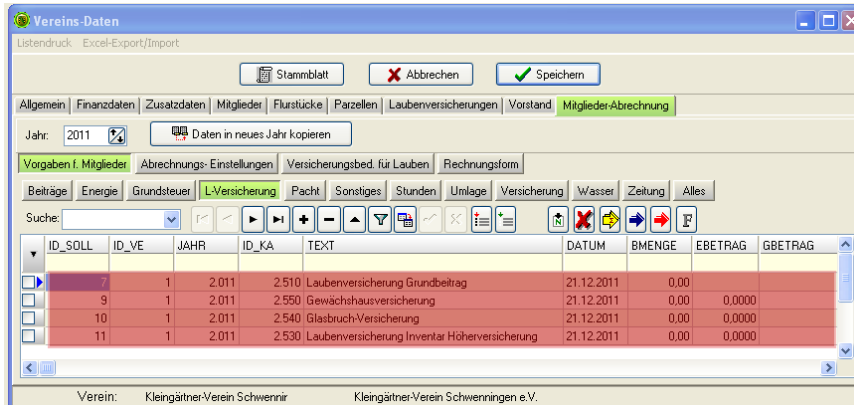 Vereins-Daten
Listendruck Excel-Export/Import
Stammblatt Abbrechen Speichern
Allgemein Finanzdaten Zusatzdaten Mitglieder Flurstücke Parzellen Laubenversicherungen Vorstand Mitglieder-Abrechnung
Jahr: 2011 Daten in neues Jahr kopieren
Vorgaben f. Mitglieder Abrechnungs- Einstellungen Versicherungsbed. für Lauben Rechnungsform
Beiträge Energie Grundsteuer L-Versicherung Pacht Sonstiges Stunden Umlage Versicherung Wasser Zeitung Alles
Suche: N F
ID_SOLL ID_VE JAHR ID_KA TEXT DATUM BMENGE EBETRAG GBETRAG
7 1 2.011 2.510 Laubenversicherung Grundbeitrag 21.12.2011 0,00
9 1 2.011 2.550 Gewächshausversicherung 21.12.2011 0,00 0,0000
10 1 2.011 2.540 Glasbruch-Versicherung 21.12.2011 0,00 0,0000
11 1 2.011 2.530 Laubenversicherung Inventar Höherversicherung 21.12.2011 0,00 0,0000
Verein: Kleingärtner-Verein Schwennir Kleingärtner-Verein Schwenningen e.V.